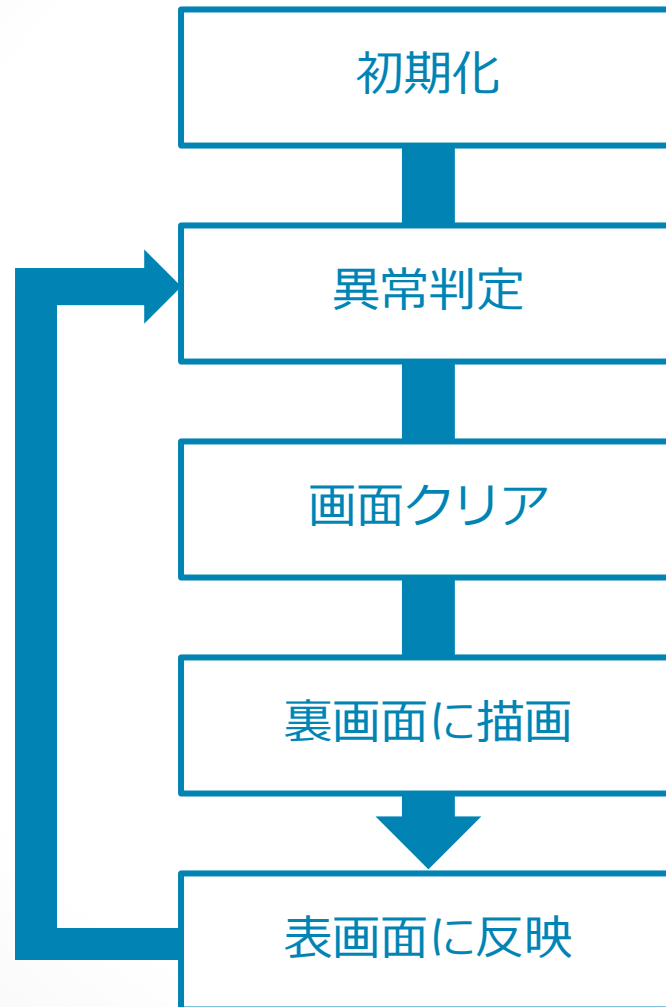 初期化
異常判定
画面クリア
裏画面に描画
表画面に反映